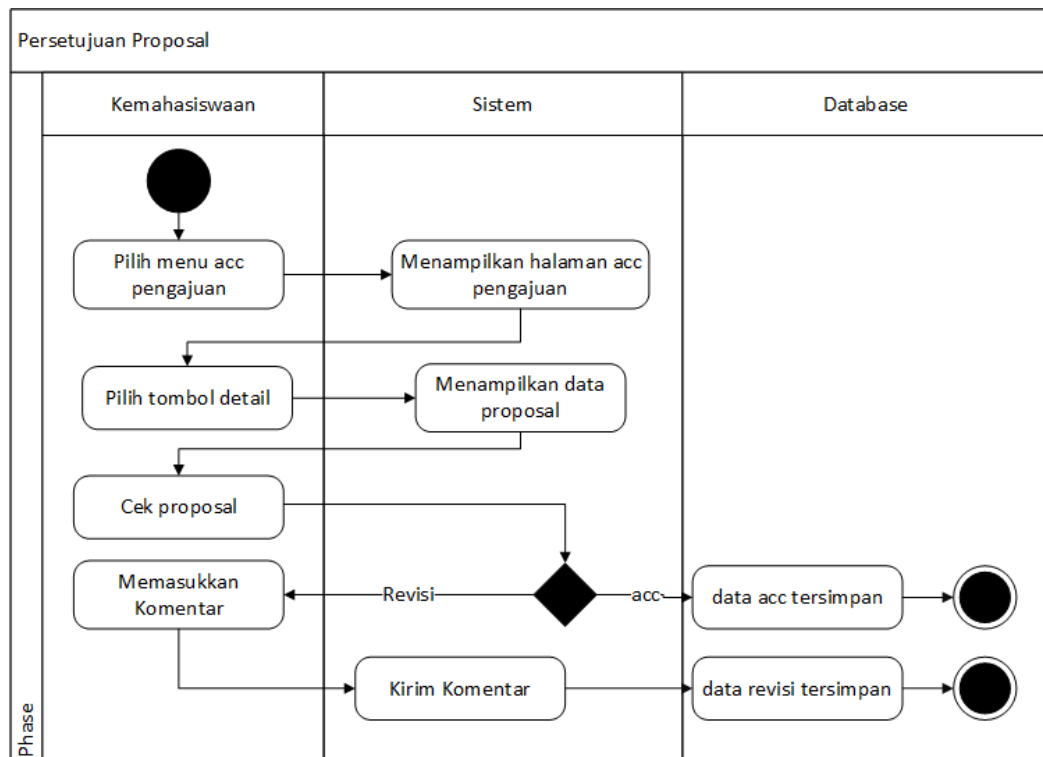 Persetujuan Proposal
Kemahasiswaan
Sistem
Database
Pilih menu acc
pengajuan
Menampilkan halaman acc
pengajuan
Pilih tombol detail
Menampilkan data
proposal
Cek proposal
Memasukkan
Komentar
Revisi
acc
data acc tersimpan
Kirim Komentar
data revisi tersimpan
Phase